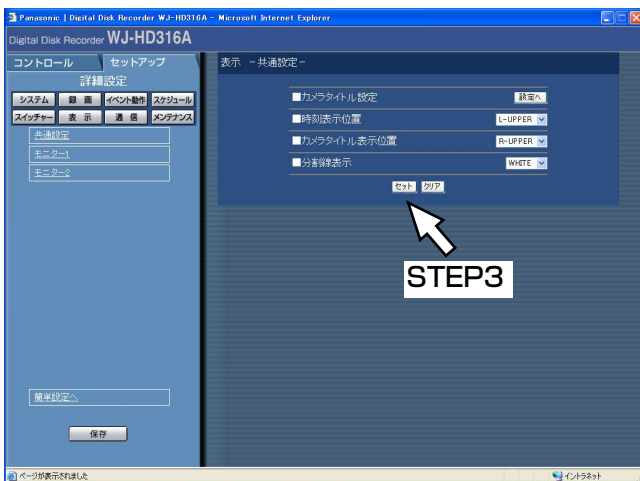 Panasonic | Digital Disk Recorder WJ-HD316A - Microsoft Internet Explorer
Digital Disk Recorder WJ-HD316A
コントロール セットアップ
詳細設定
システム 録 画 イベント動作 スケジュール
スイッチャー 表 示 通 信 メンテナンス
共通設定
モニター1
モニター2
簡単設定へ
保存
表示 -共通設定-
■カメラタイトル設定 設定へ
■時刻表示位置 L-UPPER
■カメラタイトル表示位置 R-UPPER
■分割線表示 WHITE
セット クリア
STEP3
ページが表示されました イントラネット